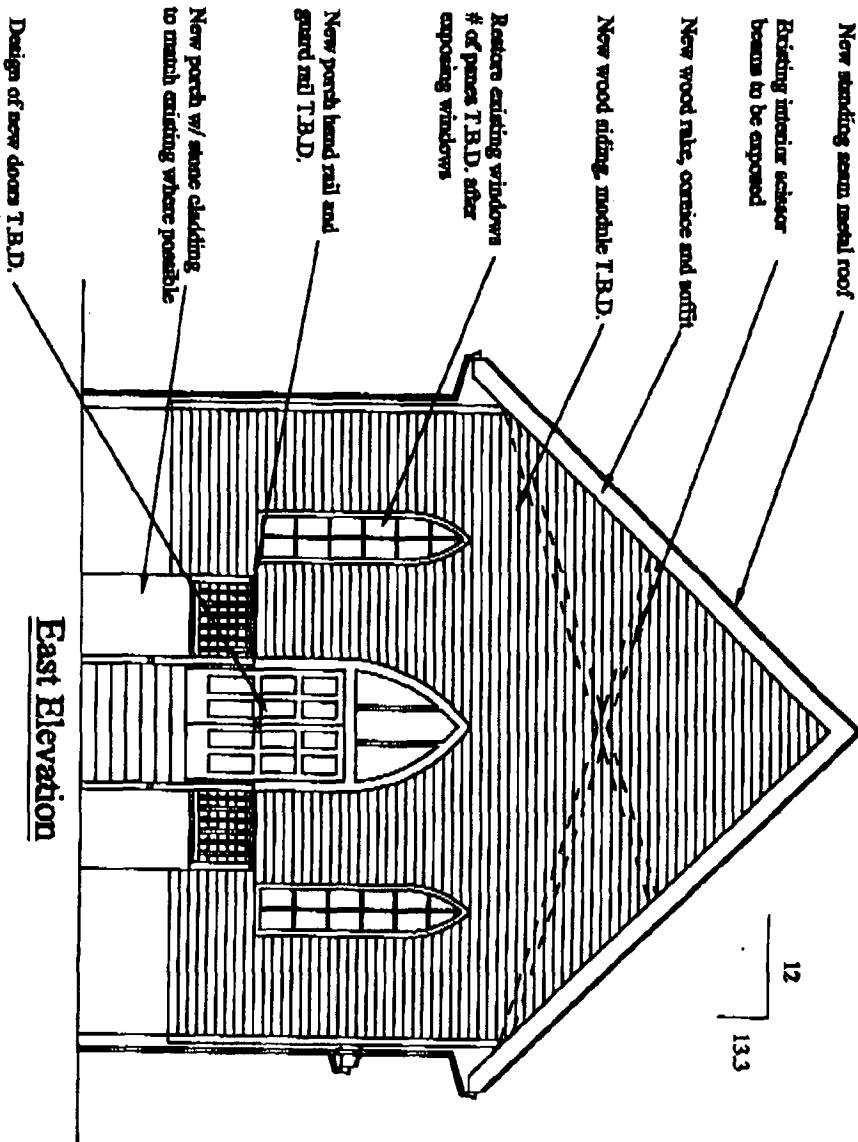 New standing seam metal roof
Existing interior scissor
beams to be exposed
New wood rake, cornice and soffit
New wood siding, module T.B.D.
Restore existing windows
# of panes T.B.D. after
exposing windows
New porch hand rail and
guard rail T.B.D.
New porch w/ stone cladding
to match existing where possible
Design of new doors T.B.D.
12
13.3
East Elevation